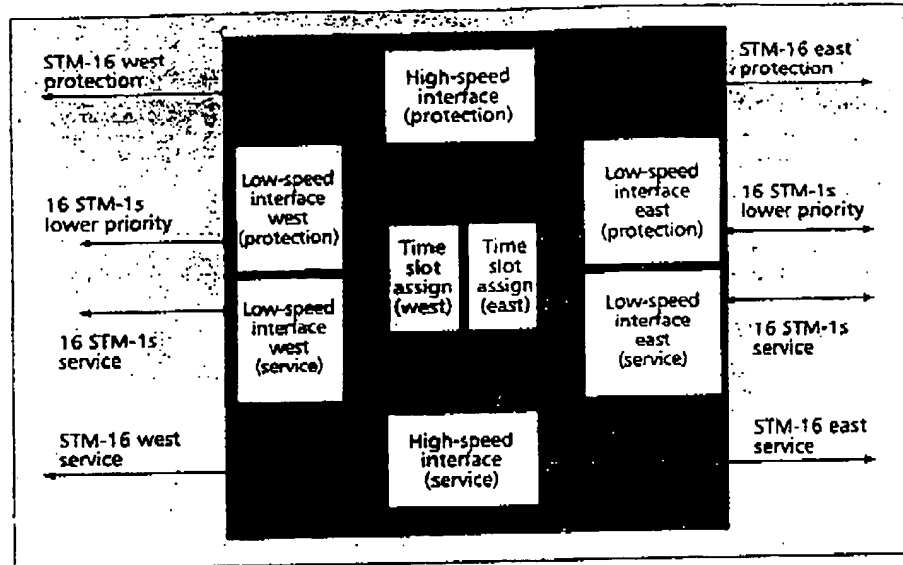 STM-16 west
protection
High-speed
interface
(protection)
STM-16 east
protection
16 STM-1s
lower priority
Low-speed
interface
west
(protection)
Time
slot
assign
(west)
Time
slot
assign
(east)
Low-speed
interface
east
(protection)
16 STM-1s
lower priority
16 STM-1s
service
Low-speed
interface
west
(service)
Low-speed
interface
east
(service)
16 STM-1s
service
STM-16 west
service
High-speed
interface
(service)
STM-16 east
service